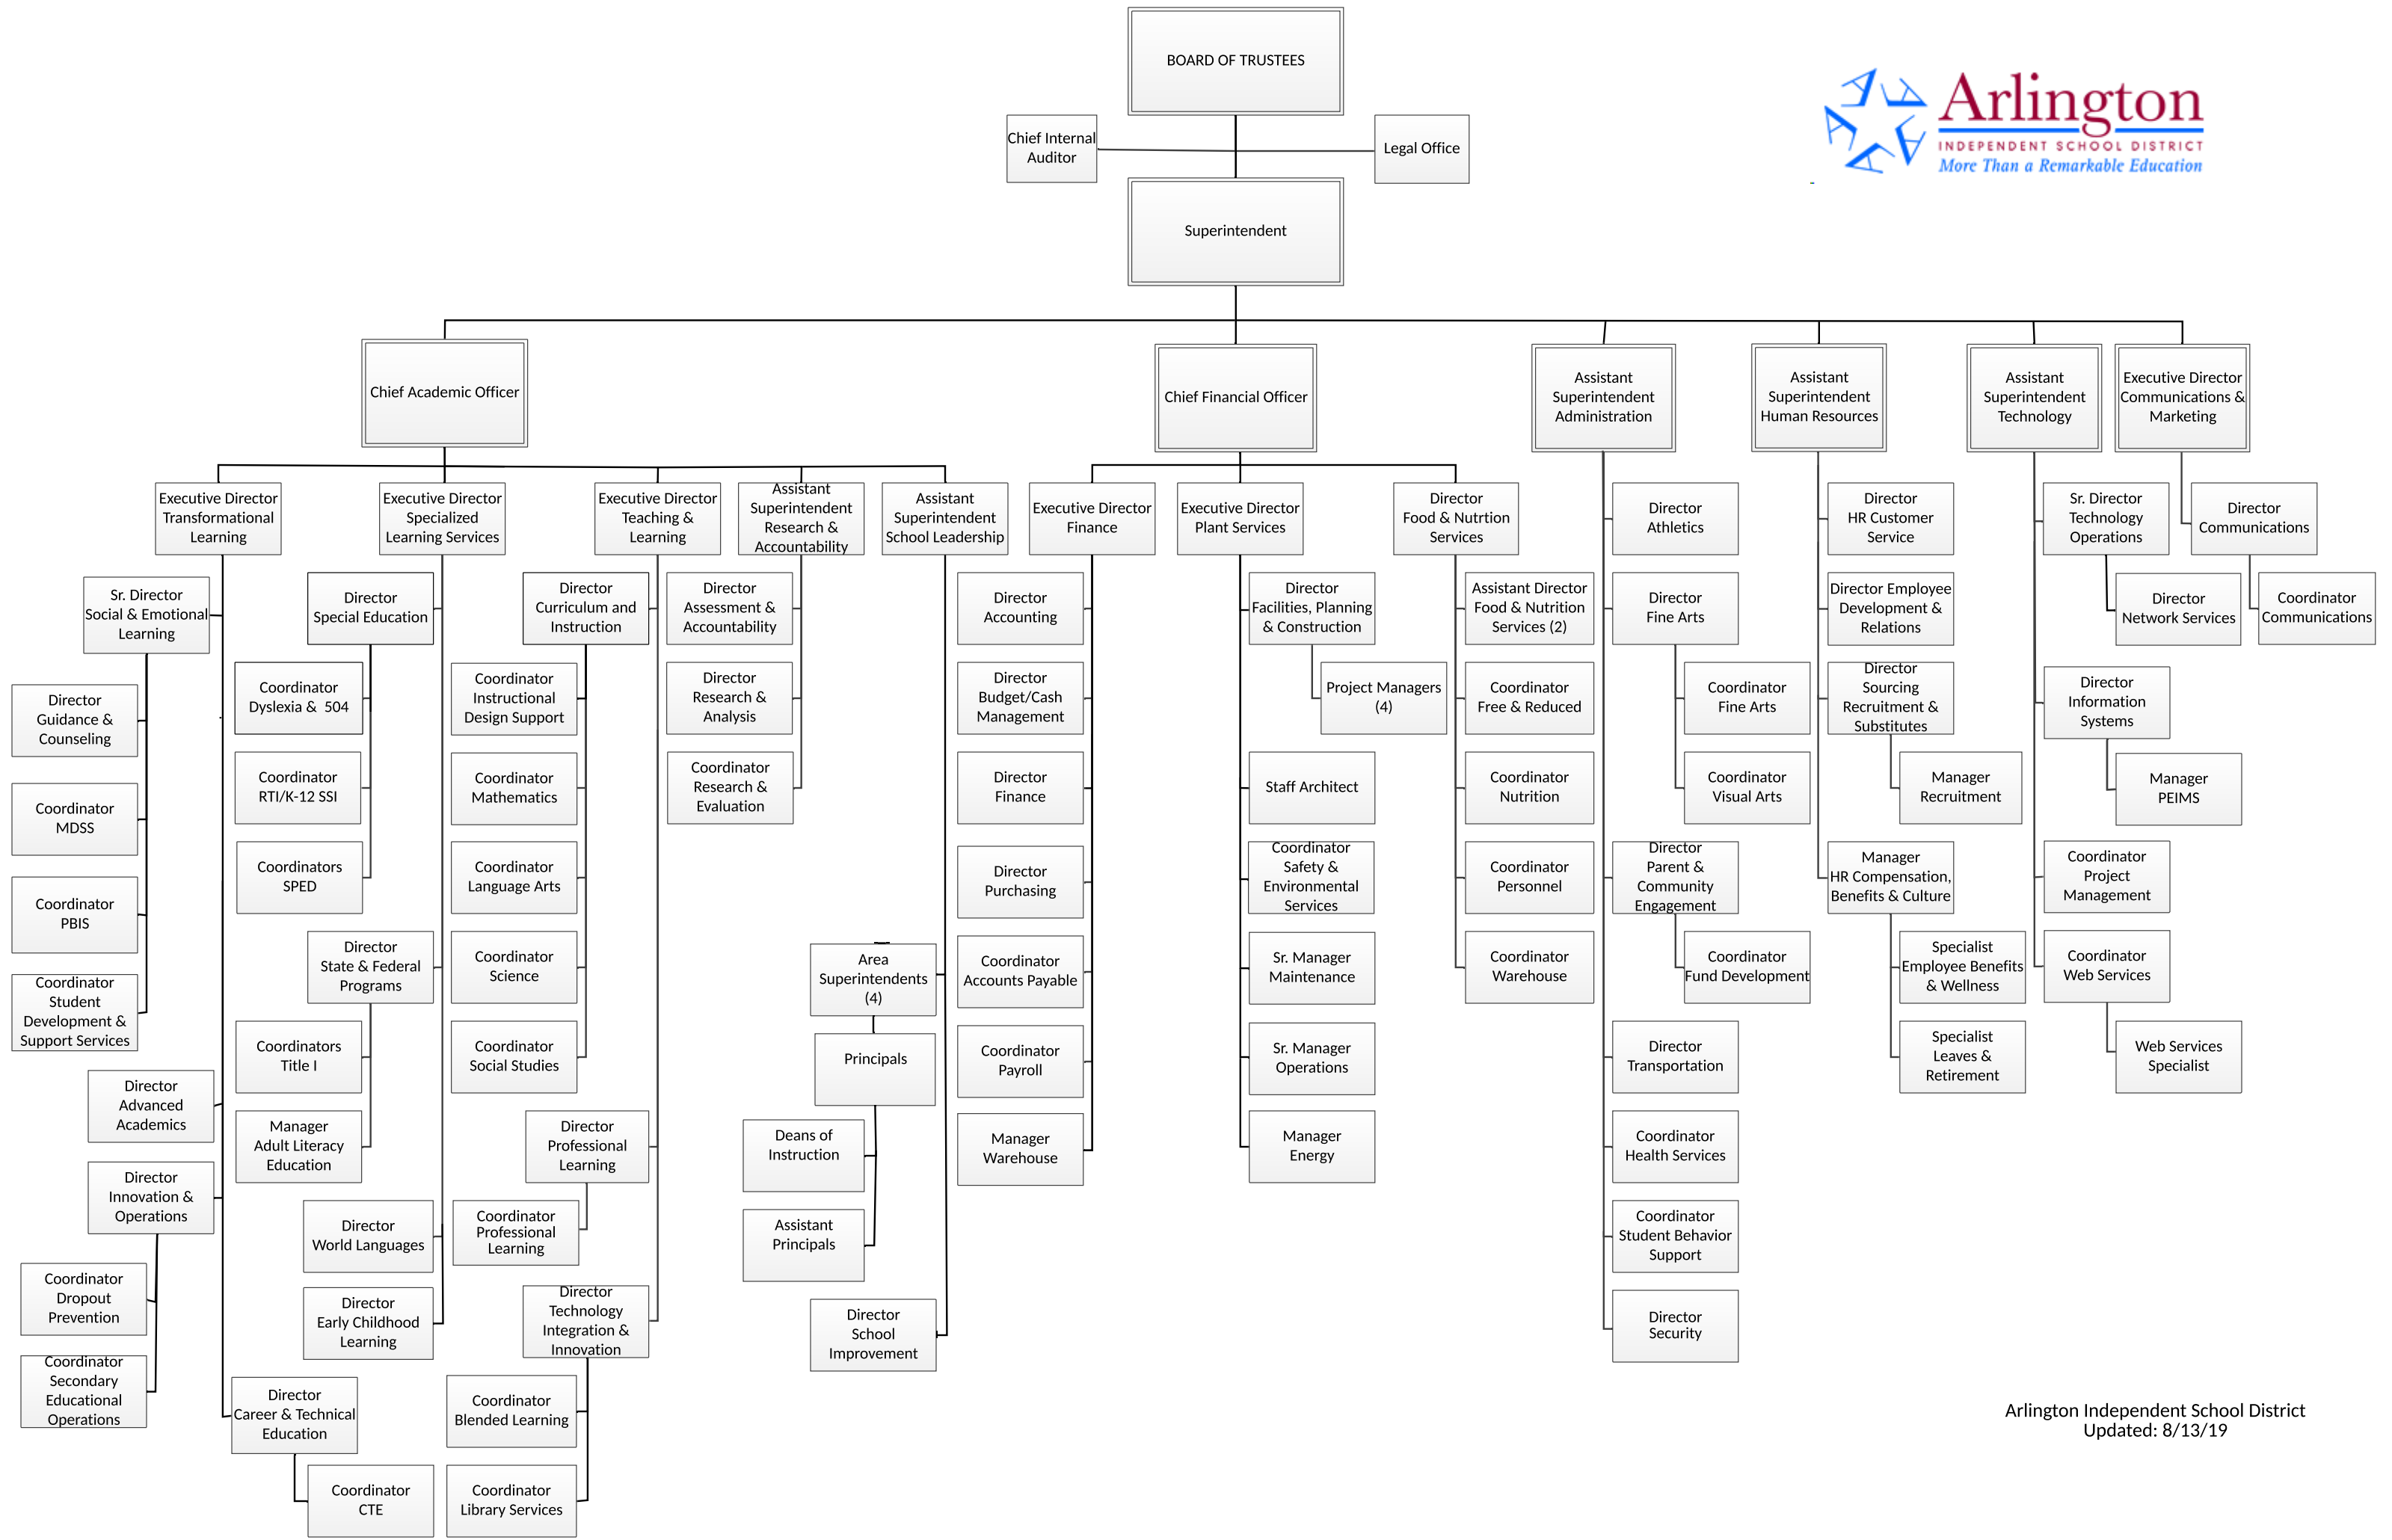 BOARD OF TRUSTEES
Chief Internal
Auditor
Legal Office
Arlington
INDEPENDENT SCHOOL DISTRICT
More Than a Remarkable Education
Superintendent
Chief Academic Officer
Chief Financial Officer
Assistant
Superintendent
Administration
Assistant
Superintendent
Human Resources
Assistant
Superintendent
Technology
Executive Director
Communications &
Marketing
Executive Director
Transformational
Learning
Executive Director
Specialized
Learning Services
Executive Director
Teaching &
Learning
Assistant
Superintendent
Research &
Accountability
Assistant
Superintendent
School Leadership
Executive Director
Finance
Executive Director
Plant Services
Director
Food & Nutrtion
Services
Director
Athletics
Director
HR Customer
Service
Sr. Director
Technology
Operations
Director
Communications
Sr. Director
Social & Emotional
Learning
Director
Special Education
Director
Curriculum and
Instruction
Director
Assessment &
Accountability
Director
Accounting
Director
Facilities, Planning
& Construction
Assistant Director
Food & Nutrition
Services (2)
Director
Fine Arts
Director Employee
Development &
Relations
Director
Network Services
Coordinator
Communications
Director
Guidance &
Counseling
Coordinator
Dyslexia &  504
Coordinator
Instructional
Design Support
Director
Research &
Analysis
Director
Budget/Cash
Management
Project Managers
(4)
Coordinator
Free & Reduced
Coordinator
Fine Arts
Director
Sourcing
Recruitment &
Substitutes
Director
Information
Systems
Coordinator
MDSS
Coordinator
RTI/K-12 SSI
Coordinator
Mathematics
Coordinator
Research &
Evaluation
Director
Finance
Staff Architect
Coordinator
Nutrition
Coordinator
Visual Arts
Manager
Recruitment
Manager
PEIMS
Coordinator
PBIS
Coordinators
SPED
Coordinator
Language Arts
Director
Purchasing
Coordinator
Safety &
Environmental
Services
Coordinator
Personnel
Director
Parent &
Community
Engagement
Manager
HR Compensation,
Benefits & Culture
Coordinator
Project
Management
Coordinator
Student
Development &
Support Services
Director
State & Federal
Programs
Coordinator
Science
Area
Superintendents
(4)
Coordinator
Accounts Payable
Sr. Manager
Maintenance
Coordinator
Warehouse
Coordinator
Fund Development
Specialist
Employee Benefits
& Wellness
Coordinator
Web Services
Coordinators
Title I
Coordinator
Social Studies
Principals
Coordinator
Payroll
Sr. Manager
Operations
Director
Transportation
Specialist
Leaves &
Retirement
Web Services
Specialist
Director
Advanced
Academics
Manager
Adult Literacy
Education
Director
Professional
Learning
Deans of
Instruction
Manager
Warehouse
Manager
Energy
Coordinator
Health Services
Director
Innovation &
Operations
Director
World Languages
Coordinator
Professional
Learning
Assistant
Principals
Coordinator
Student Behavior
Support
Coordinator
Dropout
Prevention
Director
Early Childhood
Learning
Director
Technology
Integration &
Innovation
Director
School
Improvement
Director
Security
Coordinator
Secondary
Educational
Operations
Director
Career & Technical
Education
Coordinator
Blended Learning
Coordinator
CTE
Coordinator
Library Services
Arlington Independent School District
Updated: 8/13/19